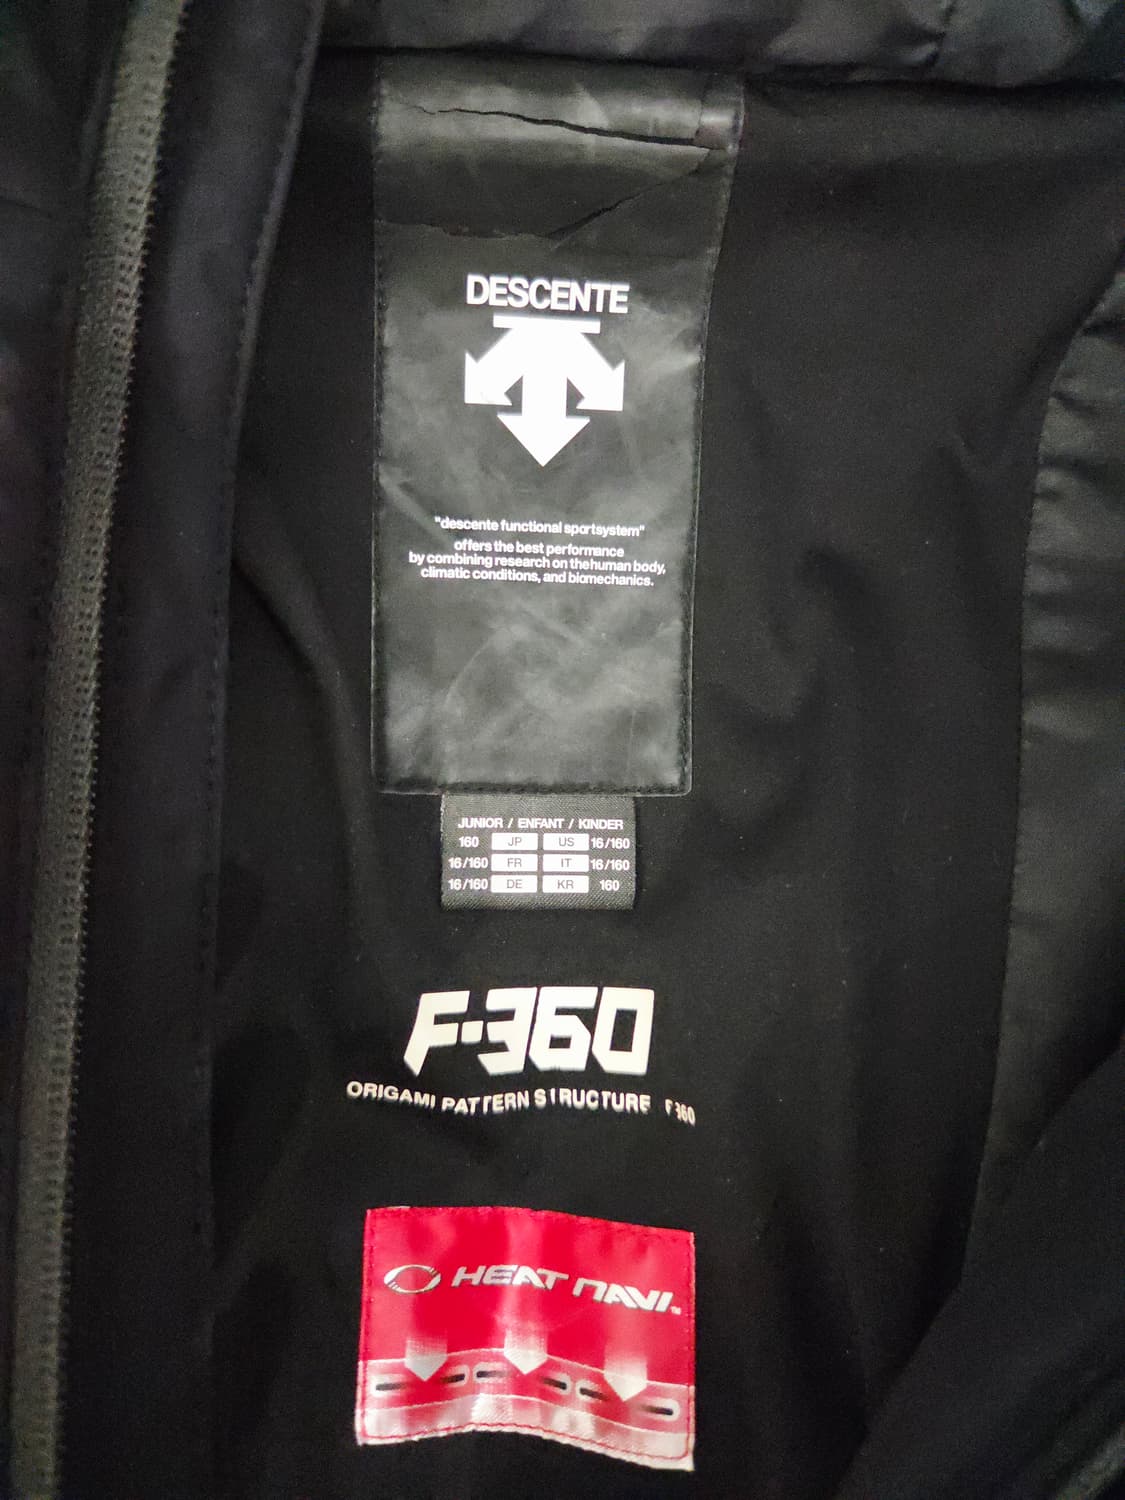 DESCENTE
"descente functional sportsystem"
offers the best performance
by combining research on the human body,
climatic conditions, and biomechanics.
JUNIOR / ENFANT / KINDER
160 JP US 16/160
16/160 FR IT 16/160
16/160 DE KR 160
F-360
ORIGAMI PATTERN STRUCTURE F 360
HEAT NAVI™